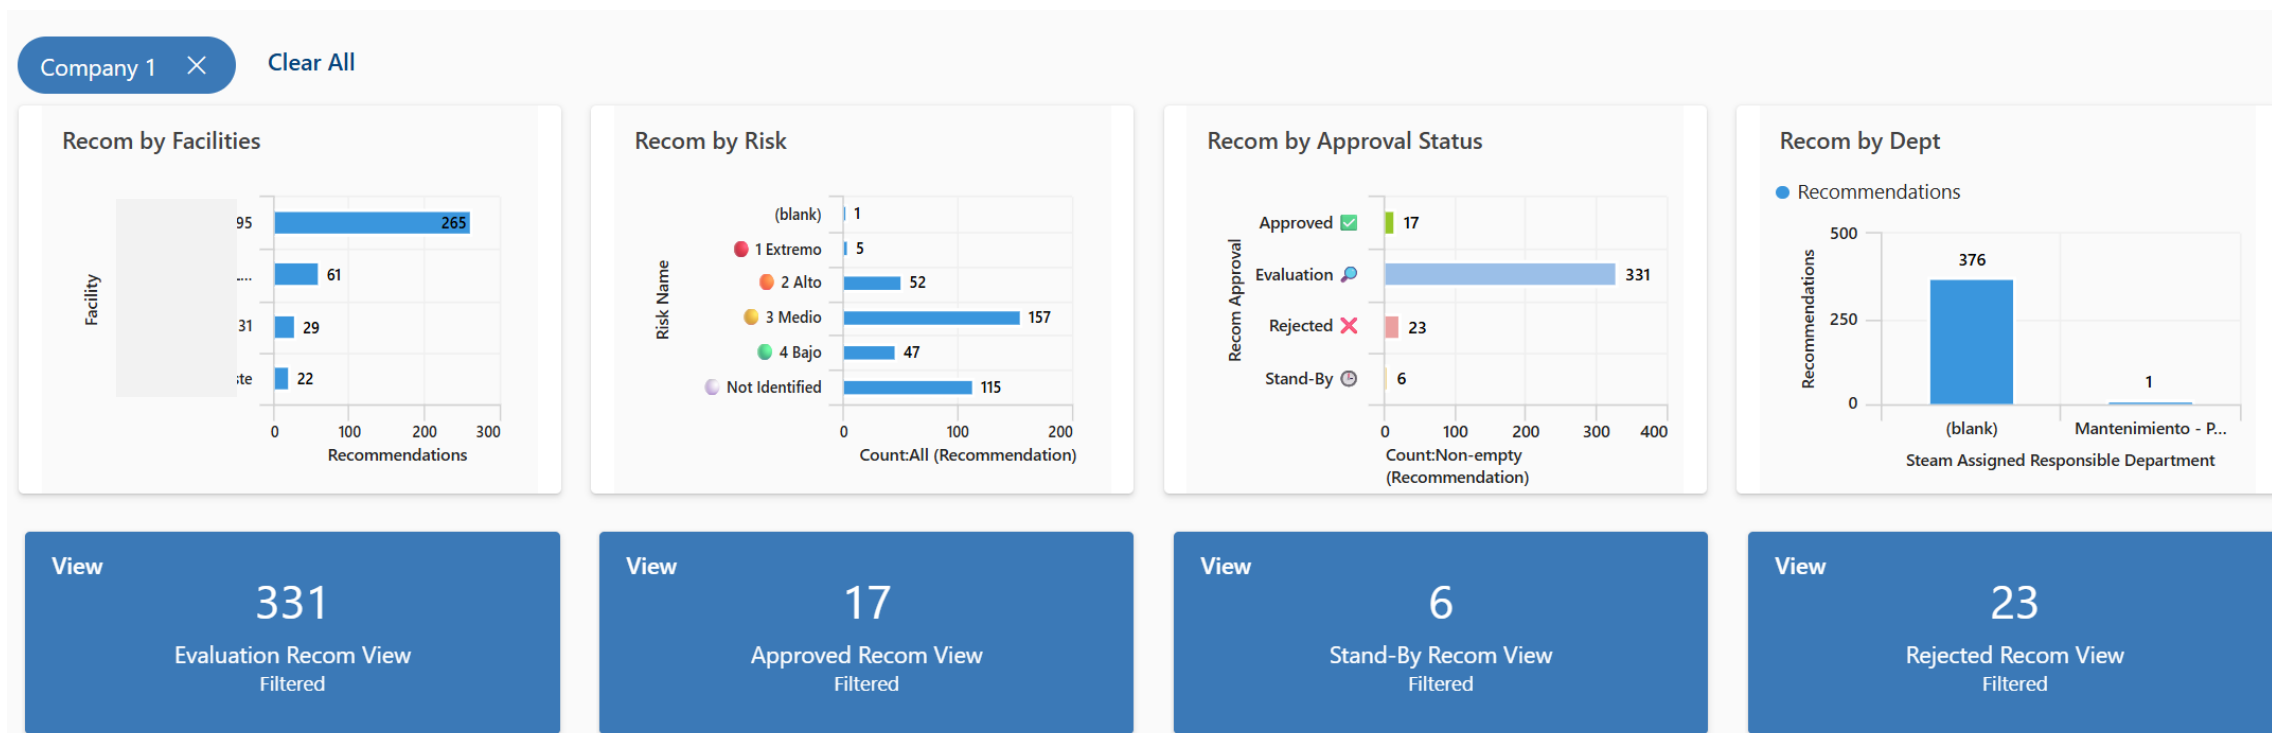 Company 1 ×
Clear All
Recom by Facilities
Facility
95
265
...
61
31
29
ste
22
0 100 200 300
Recommendations
Recom by Risk
Risk Name
(blank) 1
1 Extremo 5
2 Alto 52
3 Medio 157
4 Bajo 47
Not Identified 115
0 100 200
Count:All (Recommendation)
Recom by Approval Status
Recom Approval
Approved ✅ 17
Evaluation 🔎 331
Rejected ❌ 23
Stand-By 🕒 6
0 100 200 300 400
Count:Non-empty
(Recommendation)
Recom by Dept
Recommendations
Recommendations
500
250
0
376
1
(blank) Mantenimiento - P...
Steam Assigned Responsible Department
View
331
Evaluation Recom View
Filtered
View
17
Approved Recom View
Filtered
View
6
Stand-By Recom View
Filtered
View
23
Rejected Recom View
Filtered